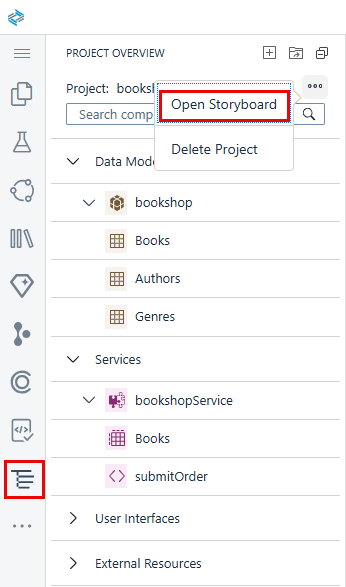 PROJECT OVERVIEW
Project: booksh
Open Storyboard
Search comp
Delete Project
Data Mode
bookshop
Books
Authors
Genres
Services
bookshopService
Books
submitOrder
User Interfaces
External Resources